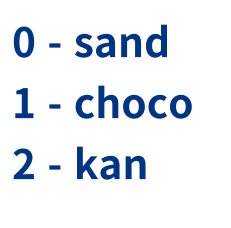 0 - sand
1 - choco
2 - kan